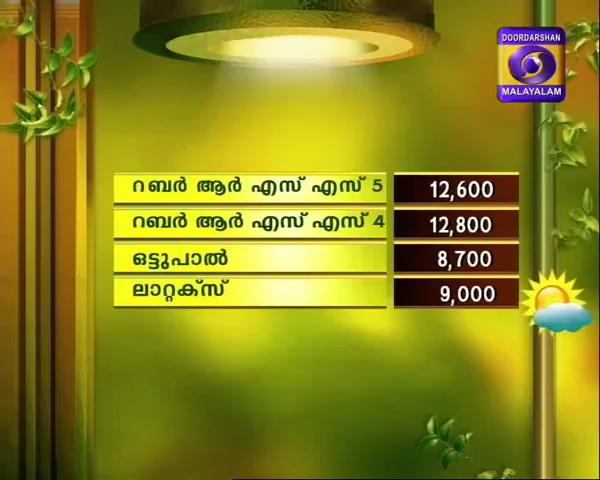 DOORDARSHAN
MALAYALAM
റബർ ആർ എസ് എസ് 5 12,600
റബർ ആർ എസ് എസ് 4 12,800
ഒട്ടുപാൽ 8,700
ലാറ്റക്സ് 9,000